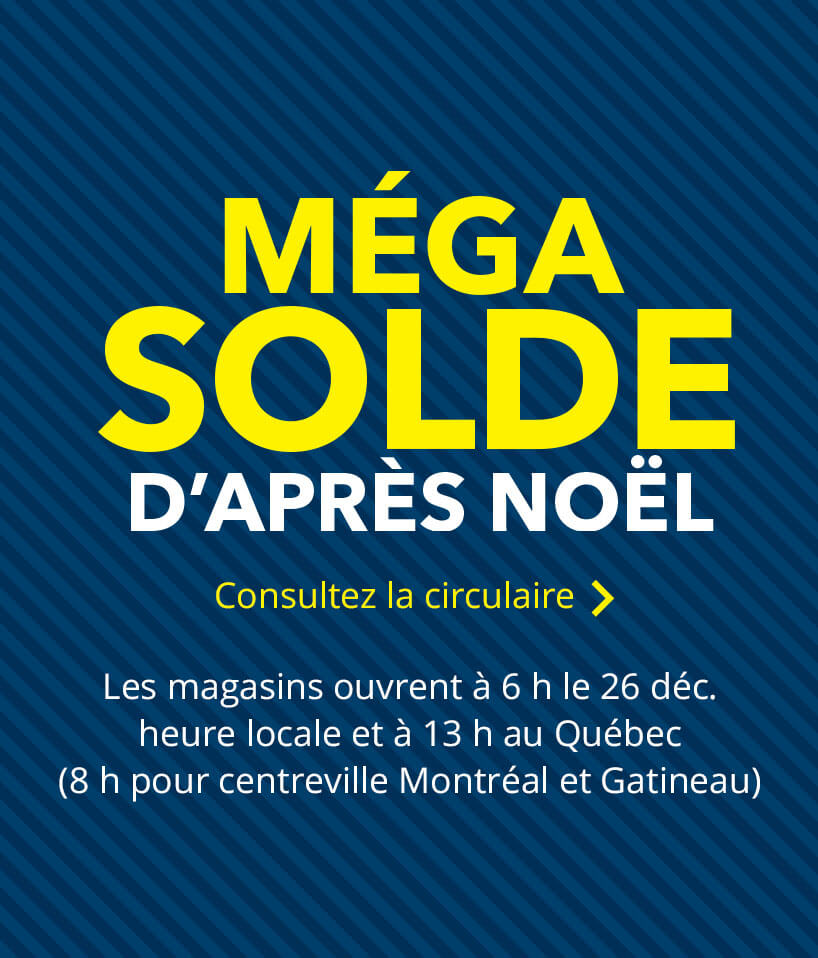 MÉGA
SOLDE
D'APRÈS NOËL
Consultez la circulaire
Les magasins ouvrent à 6 h le 26 déc.
heure locale et à 13 h au Québec
(8 h pour centreville Montréal et Gatineau)